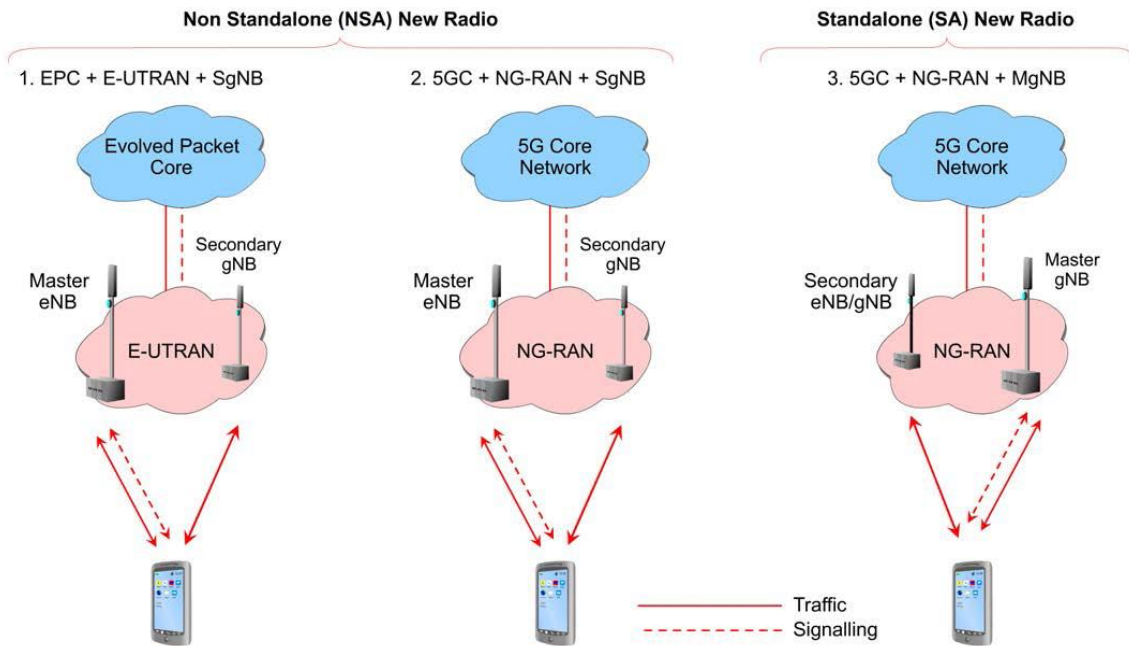 Non Standalone (NSA) New Radio
Standalone (SA) New Radio
1. EPC + E-UTRAN + SgNB
2. 5GC + NG-RAN + SgNB
3. 5GC + NG-RAN + MgNB
Evolved Packet
Core
5G Core
Network
5G Core
Network
Master
eNB
Secondary
gNB
Master
eNB
Secondary
gNB
Secondary
eNB/gNB
Master
gNB
E-UTRAN
NG-RAN
NG-RAN
Traffic
Signalling